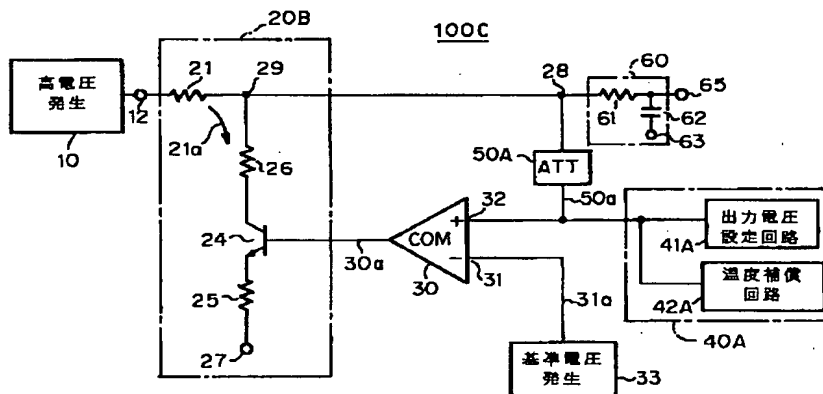 20B
100C
高電圧
発生
10
12
21
29
21a
26
24
25
27
28
60
65
61
62
63
50A
ATT
50a
32
+
COM
−
30a
30
31
31a
基準電圧
発生
33
出力電圧
設定回路
41A
温度補償
回路
42A
40A